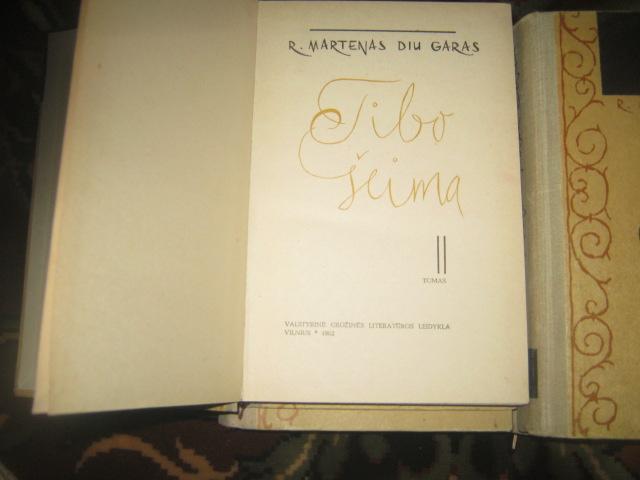 R. MARTENAS DIU GARAS
Tibo
šeima
II
TOMAS
VALSTYBINĖ GROŽINĖS LITERATŪROS LEIDYKLA
VILNIUS * 1962
R.